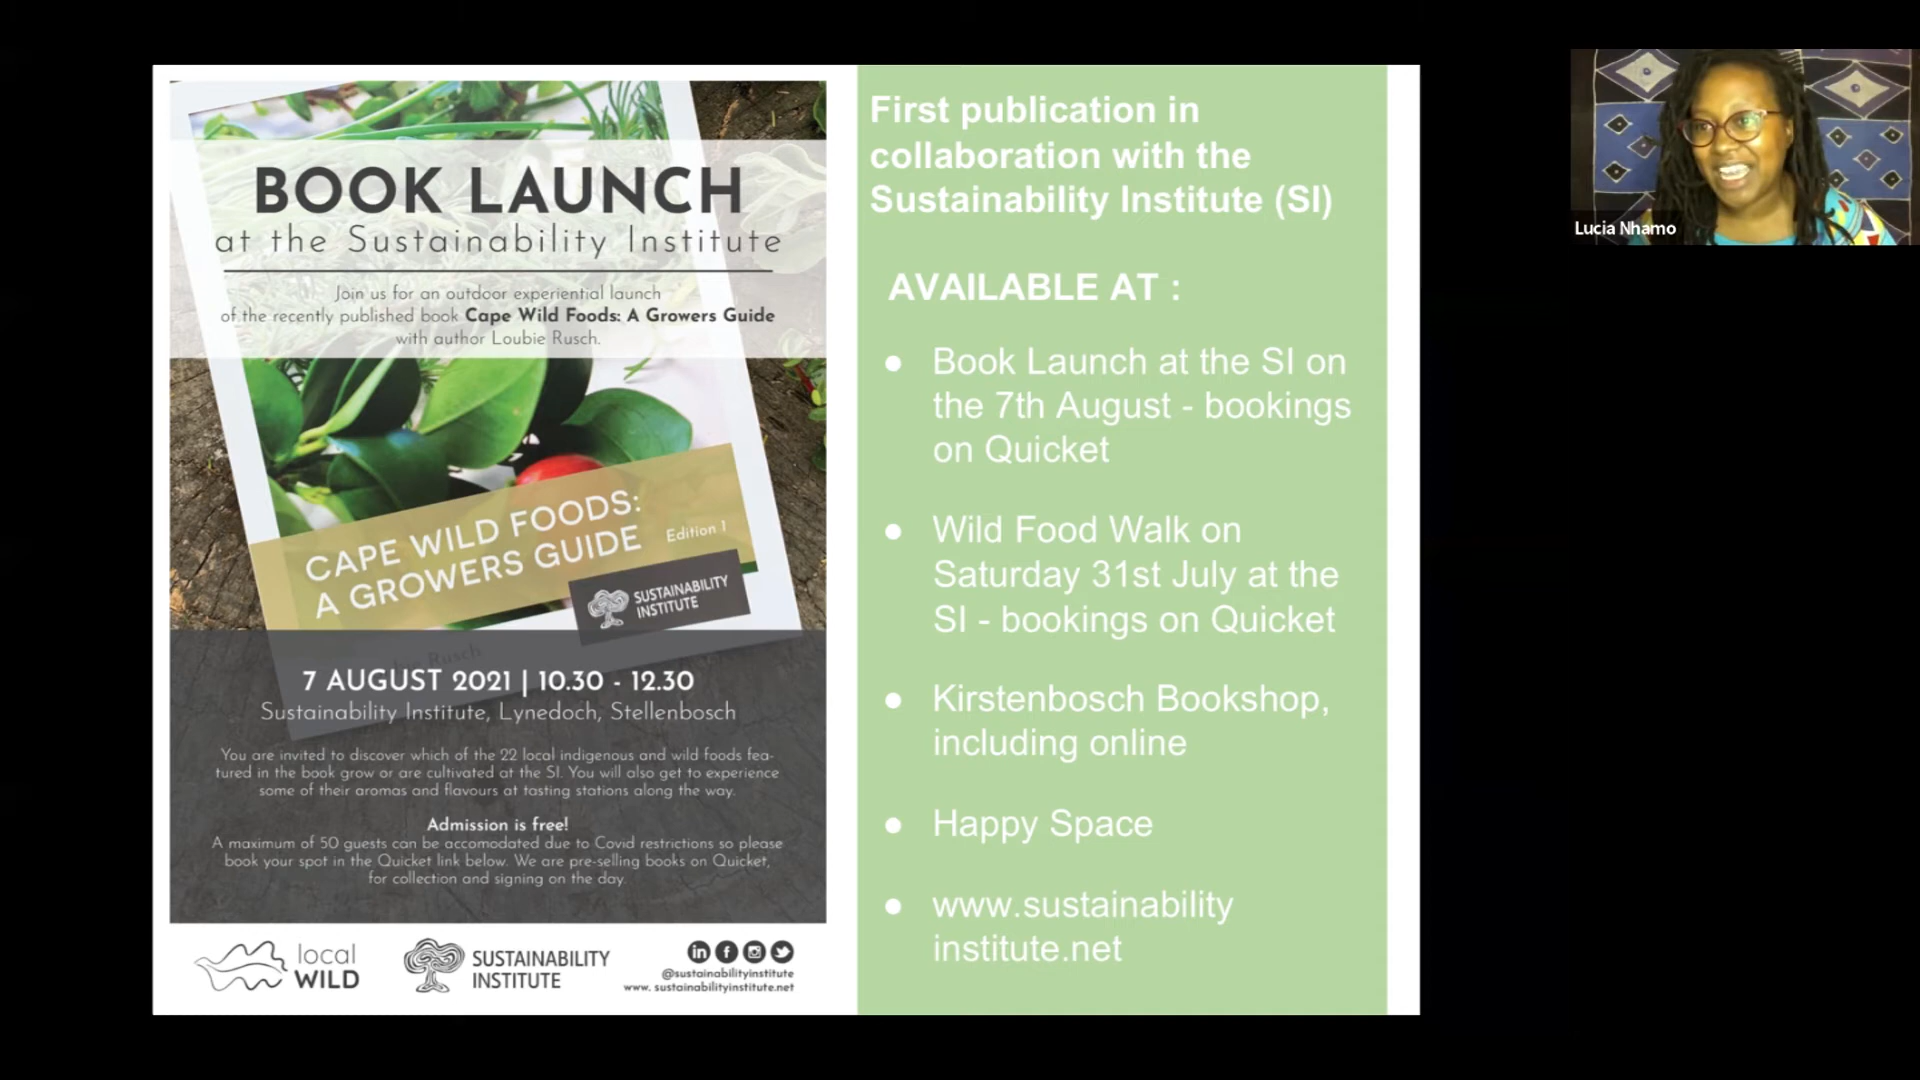 BOOK LAUNCH
at the Sustainability Institute
Join us for an outdoor experiential launch
of the recently published book Cape Wild Foods: A Growers Guide
with author Loubie Rusch.
CAPE WILD FOODS:
A GROWERS GUIDE
Edition 1
SUSTAINABILITY
INSTITUTE
Rusch
7 AUGUST 2021 | 10.30 - 12.30
Sustainability Institute, Lynedoch, Stellenbosch
You are invited to discover which of the 22 local indigenous and wild foods fea-
tured in the book grow or are cultivated at the SI. You will also get to experience
some of their aromas and flavours at tasting stations along the way.
Admission is free!
A maximum of 50 guests can be accomodated due to Covid restrictions so please
book your spot in the Quicket link below. We are pre-selling books on Quicket,
for collection and signing on the day.
local
WILD
SUSTAINABILITY
INSTITUTE
@sustainabilityinstitute
www. sustainabilityinstitute.net
First publication in
collaboration with the
Sustainability Institute (SI)
AVAILABLE AT :
● Book Launch at the SI on
the 7th August - bookings
on Quicket
● Wild Food Walk on
Saturday 31st July at the
SI - bookings on Quicket
● Kirstenbosch Bookshop,
including online
● Happy Space
● www.sustainability
institute.net
Lucia Nhamo